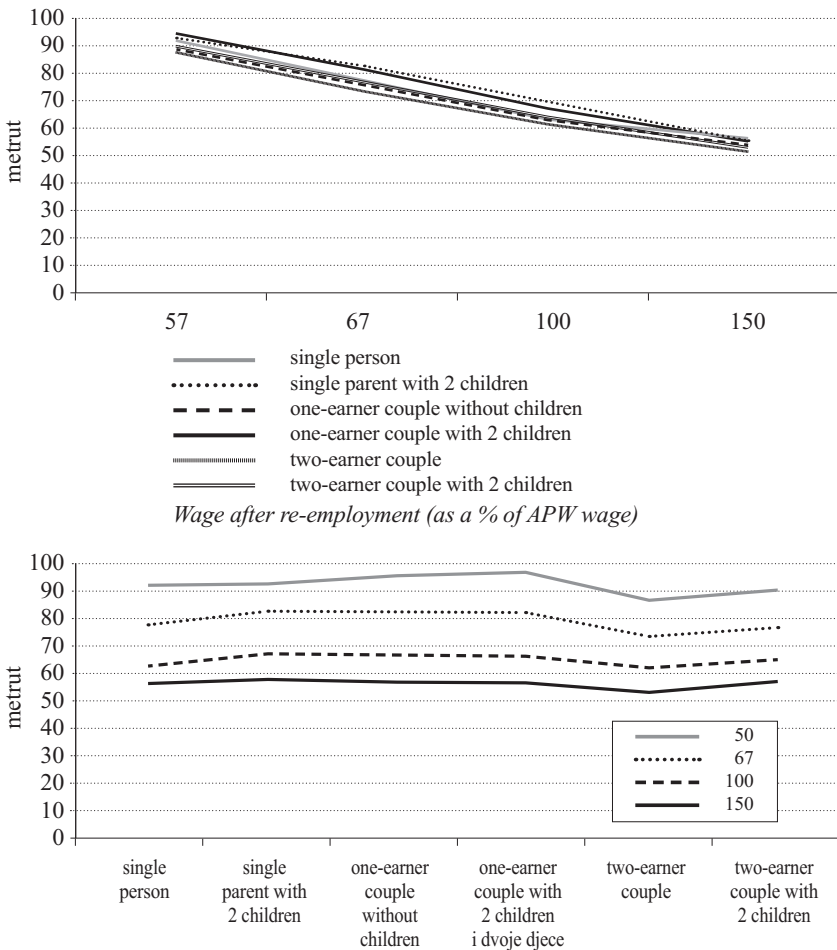 100
90
80
70
60
50
40
30
20
10
0
metrut
57 67 100 150
single person
single parent with 2 children
one-earner couple without children
one-earner couple with 2 children
two-earner couple
two-earner couple with 2 children
Wage after re-employment (as a % of APW wage)
100
90
80
70
60
50
40
30
20
10
0
metrut
50
67
100
150
single
person
single
parent with
2 children
one-earner
couple
without
children
one-earner
couple with
2 children
i dvoje djece
two-earner
couple
two-earner
couple with
2 children